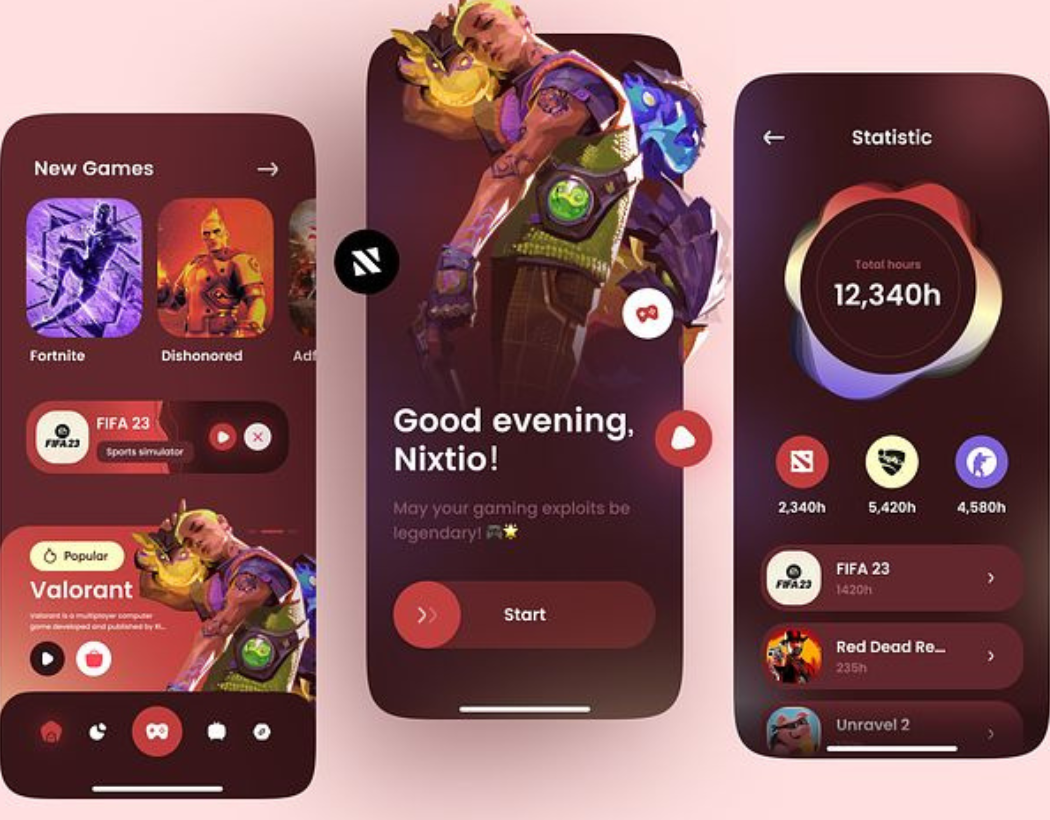 New Games
Fortnite
Dishonored
Adf
FIFA 23
FIFA 23
Sports simulator
Popular
Valorant
Valorant is a multiplayer computer
game developed and published by Ri...
Good evening,
Nixtio!
May your gaming exploits be
legendary! 🎮🌟
Start
Statistic
Total hours
12,340h
2,340h
5,420h
4,580h
FIFA 23
FIFA 23
1420h
Red Dead Re...
235h
Unravel 2